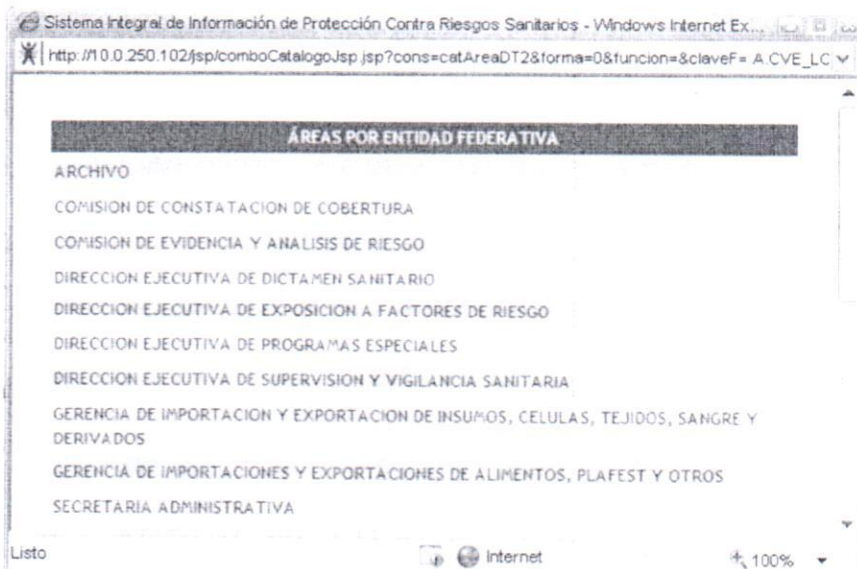 Sistema Integral de Información de Protección Contra Riesgos Sanitarios - Windows Internet Ex...
http://10.0.250.102/jsp/comboCatalogoJsp.jsp?cons=catAreaDT2&forma=0&funcion=&claveF= A.CVE_LC
ÁREAS POR ENTIDAD FEDERATIVA
ARCHIVO
COMISION DE CONSTATACION DE COBERTURA
COMISION DE EVIDENCIA Y ANALISIS DE RIESGO
DIRECCION EJECUTIVA DE DICTAMEN SANITARIO
DIRECCION EJECUTIVA DE EXPOSICION A FACTORES DE RIESGO
DIRECCION EJECUTIVA DE PROGRAMAS ESPECIALES
DIRECCION EJECUTIVA DE SUPERVISION Y VIGILANCIA SANITARIA
GERENCIA DE IMPORTACION Y EXPORTACION DE INSUMOS, CELULAS, TEJIDOS, SANGRE Y
DERIVADOS
GERENCIA DE IMPORTACIONES Y EXPORTACIONES DE ALIMENTOS, PLAFEST Y OTROS
SECRETARIA ADMINISTRATIVA
Listo
Internet
100%